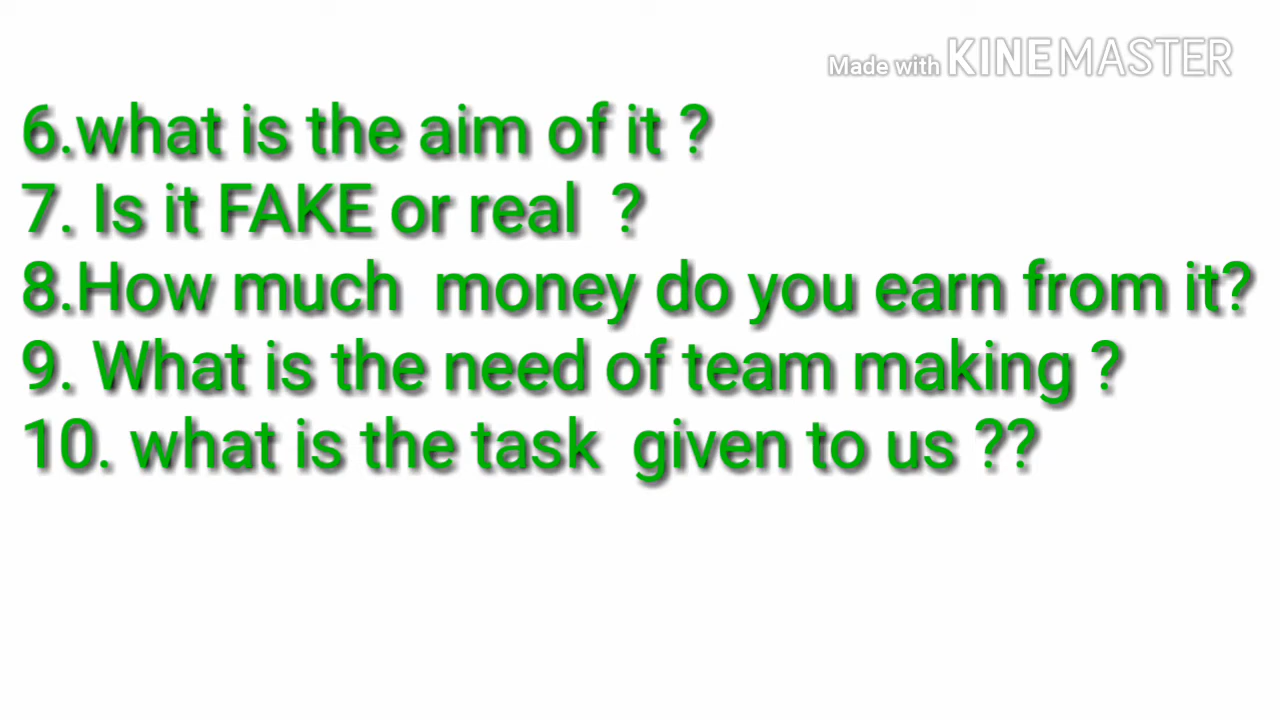 Made with KINEMASTER
6.what is the aim of it ?
7. Is it FAKE or real ?
8.How much money do you earn from it?
9. What is the need of team making ?
10. what is the task given to us ??